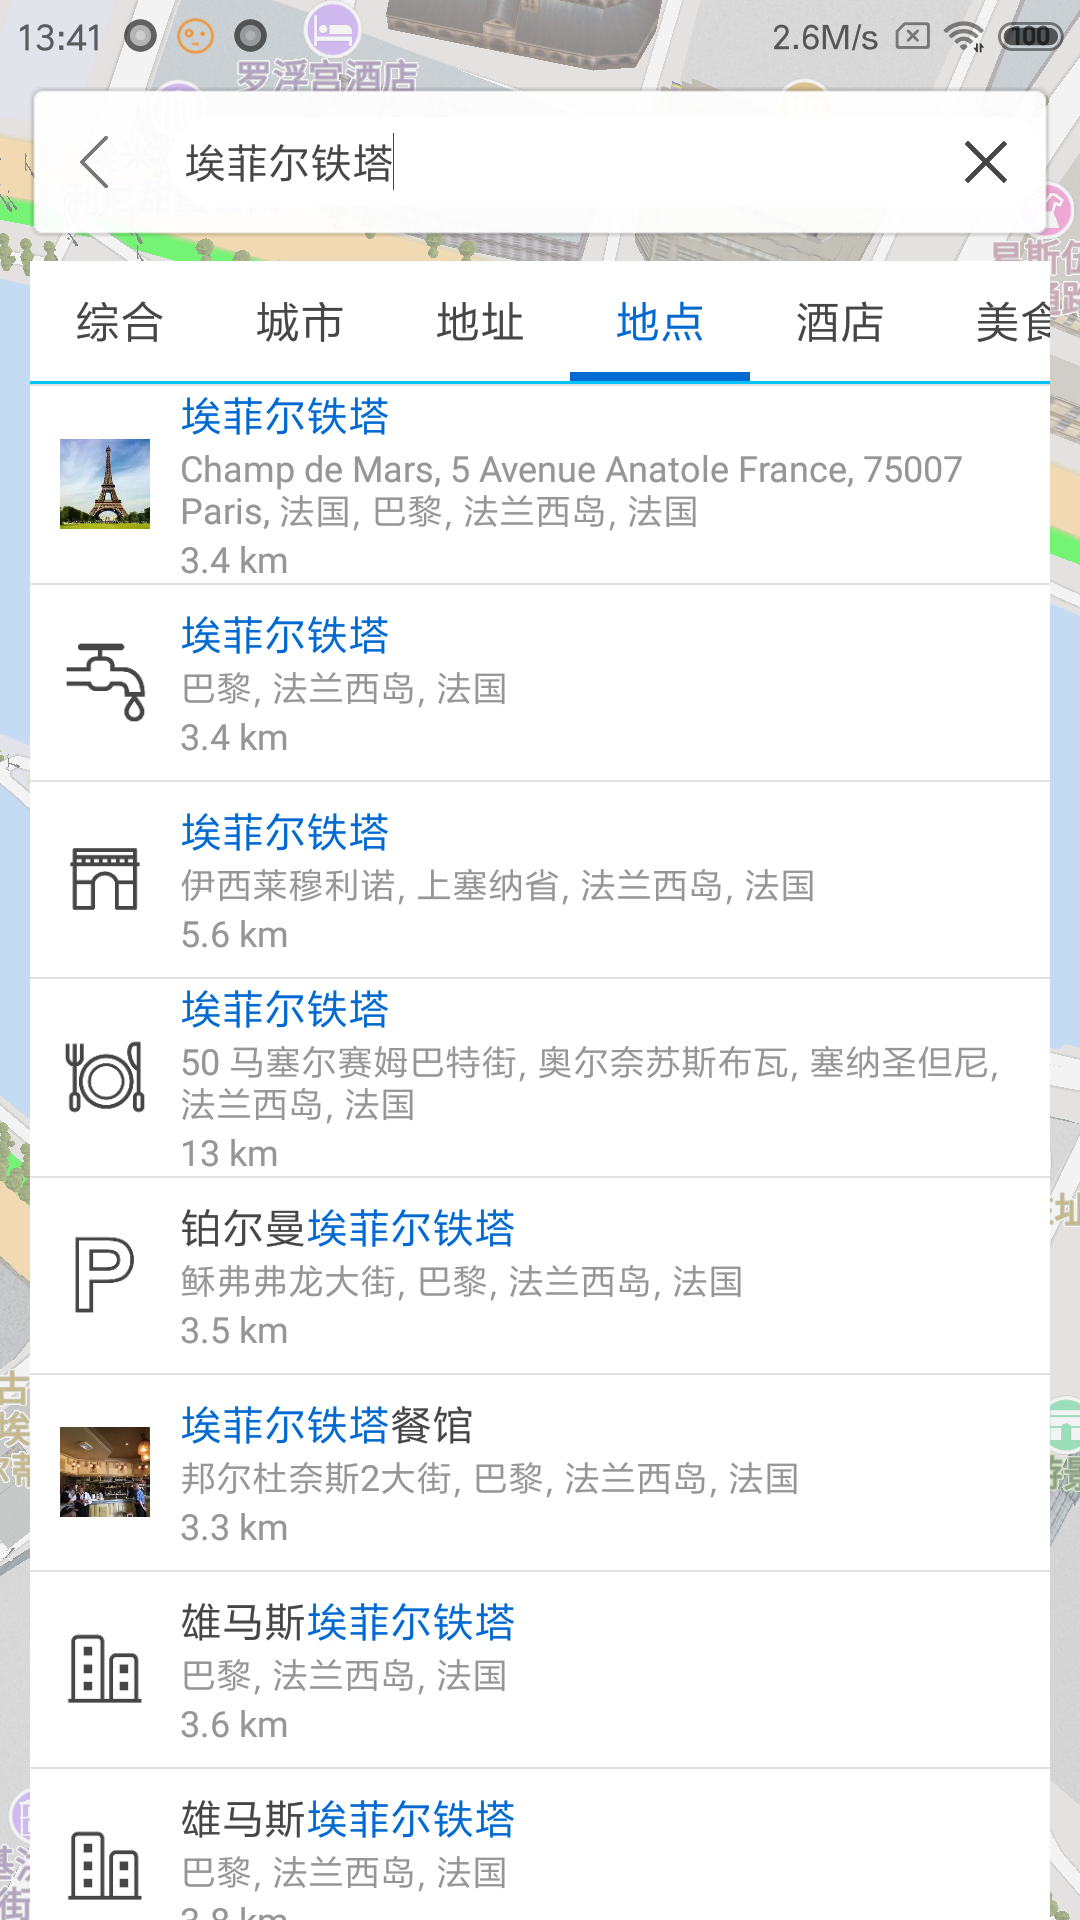 13:41
2.6M/s
100
罗浮宫酒店
埃菲尔铁塔
综合 城市 地址 地点 酒店 美食
埃菲尔铁塔
Champ de Mars, 5 Avenue Anatole France, 75007
Paris, 法国, 巴黎, 法兰西岛, 法国
3.4 km
埃菲尔铁塔
巴黎, 法兰西岛, 法国
3.4 km
埃菲尔铁塔
伊西莱穆利诺, 上塞纳省, 法兰西岛, 法国
5.6 km
埃菲尔铁塔
50 马塞尔赛姆巴特街, 奥尔奈苏斯布瓦, 塞纳圣但尼,
法兰西岛, 法国
13 km
铂尔曼埃菲尔铁塔
稣弗弗龙大街, 巴黎, 法兰西岛, 法国
3.5 km
埃菲尔铁塔餐馆
邦尔杜奈斯2大街, 巴黎, 法兰西岛, 法国
3.3 km
雄马斯埃菲尔铁塔
巴黎, 法兰西岛, 法国
3.6 km
雄马斯埃菲尔铁塔
巴黎, 法兰西岛, 法国
3.8 km